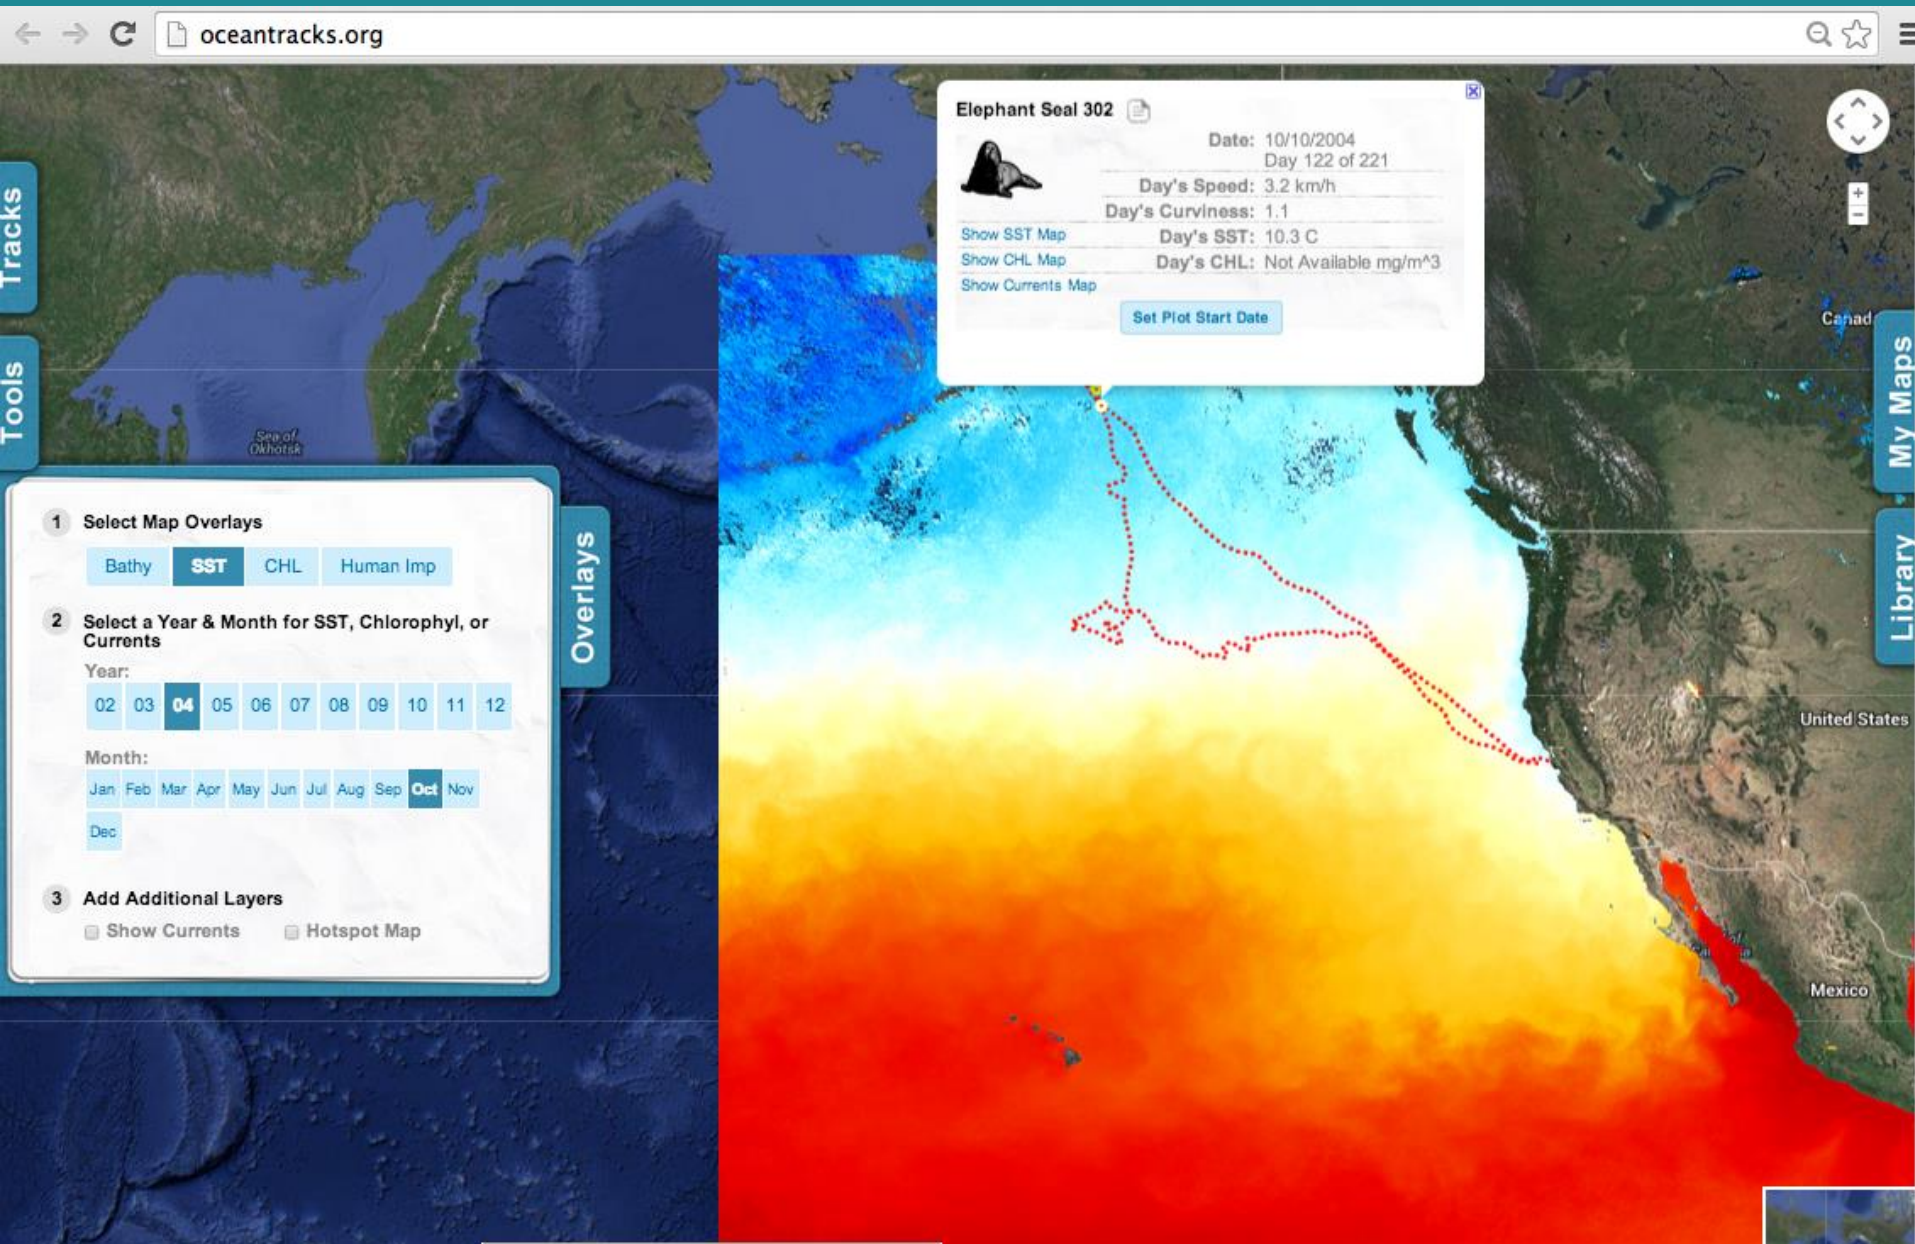 oceantracks.org
Tracks
Tools
Elephant Seal 302
Date: 10/10/2004
Day 122 of 221
Day's Speed: 3.2 km/h
Day's Curviness: 1.1
Show SST Map
Day's SST: 10.3 C
Show CHL Map
Day's CHL: Not Available mg/m^3
Show Currents Map
Set Plot Start Date
Canad
My Maps
Library
Sea of
Okhotsk
1 Select Map Overlays
Bathy SST CHL Human Imp
2 Select a Year & Month for SST, Chlorophyl, or
Currents
Year:
02 03 04 05 06 07 08 09 10 11 12
Month:
Jan Feb Mar Apr May Jun Jul Aug Sep Oct Nov
Dec
3 Add Additional Layers
Show Currents Hotspot Map
Overlays
United States
Mexico